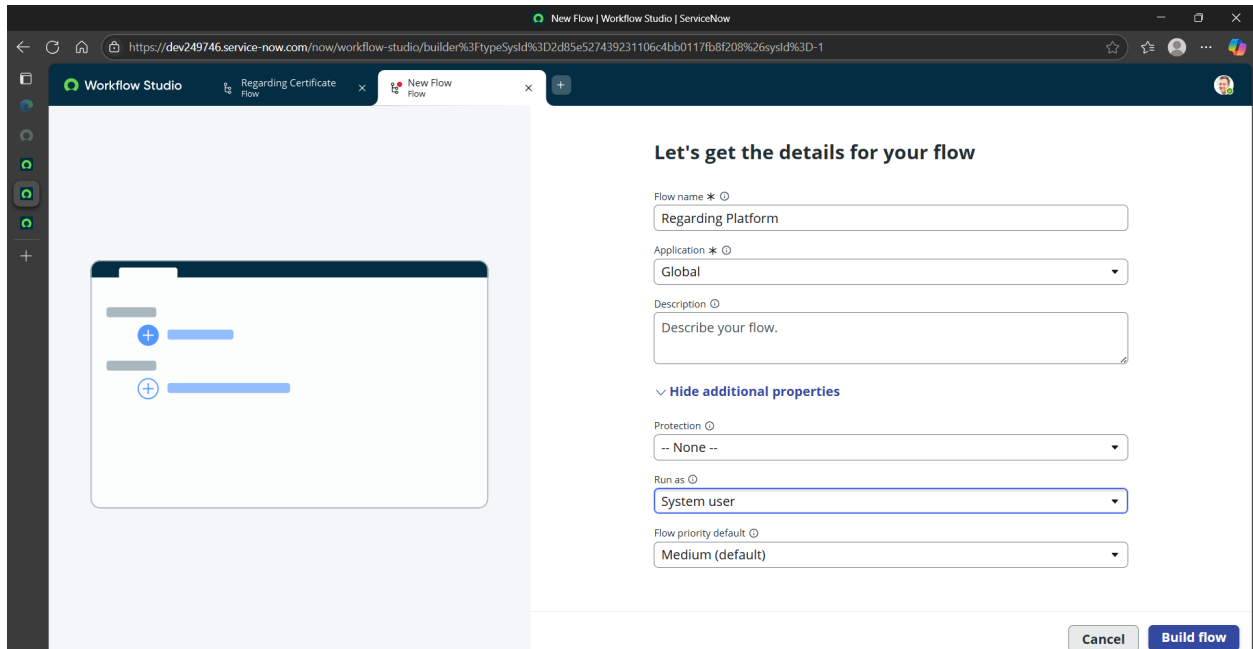 New Flow | Workflow Studio | ServiceNow
https://dev249746.service-now.com/now/workflow-studio/builder%3FtypeSysId%3D2d85e527439231106c4bb0117fb8f208%26sysId%3D-1
Workflow Studio
Regarding Certificate
Flow
New Flow
Flow
Let's get the details for your flow
Flow name *
Regarding Platform
Application *
Global
Description
Describe your flow.
Hide additional properties
Protection
-- None --
Run as
System user
Flow priority default
Medium (default)
Cancel
Build flow